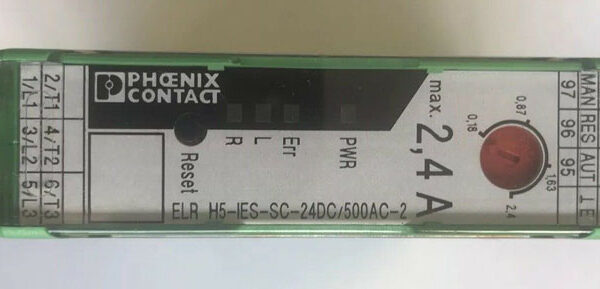 2/T1 4/T2 6/T3
1/L1 3/L2 5/L3
PHŒNIX
CONTACT
R L Err PWR
Reset
ELR H5-IES-SC-24DC/500AC-2
max. 2,4 A
0,18
0,87
1,63
2.4
MAN RES AUT ⊥E
97 96 95